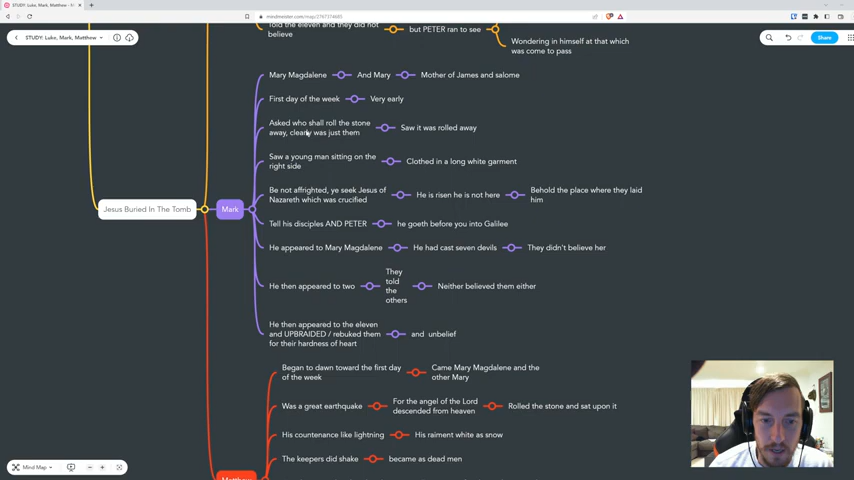 STUDY: Luke, Mark, Matthew
mindmeister.com/map/2767374685
STUDY: Luke, Mark, Matthew
Share
Told the eleven and they did not
believe
but PETER ran to see
Wondering in himself at that which
was come to pass
Mary Magdalene
And Mary
Mother of James and salome
First day of the week
Very early
Asked who shall roll the stone
away, clearly was just them
Saw it was rolled away
Saw a young man sitting on the
right side
Clothed in a long white garment
Be not affrighted, ye seek Jesus of
Nazareth which was crucified
He is risen he is not here
Behold the place where they laid
him
Jesus Buried In The Tomb
Mark
Tell his disciples AND PETER
he goeth before you into Galilee
He appeared to Mary Magdalene
He had cast seven devils
They didn't believe her
He then appeared to two
They
told
the
others
Neither believed them either
He then appeared to the eleven
and UPBRAIDED / rebuked them
for their hardness of heart
and unbelief
Began to dawn toward the first day
of the week
Came Mary Magdalene and the
other Mary
Was a great earthquake
For the angel of the Lord
descended from heaven
Rolled the stone and sat upon it
His countenance like lightning
His raiment white as snow
The keepers did shake
became as dead men
Mind Map